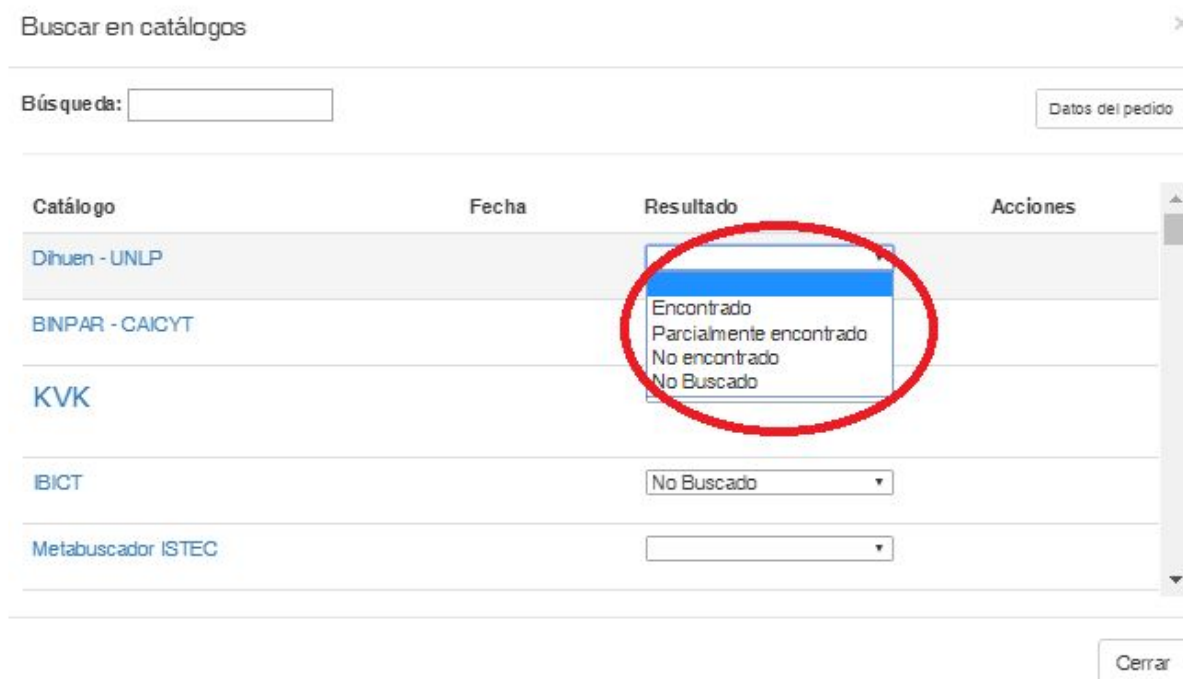 Buscar en catálogos
Búsqueda:
Datos del pedido
Catálogo Fecha Resultado Acciones
Dihuen - UNLP
Encontrado
BINPAR - CAICYT
Parcialmente encontrado
No encontrado
No Buscado
KVK
IBICT No Buscado
Metabuscador ISTEC
Cerrar